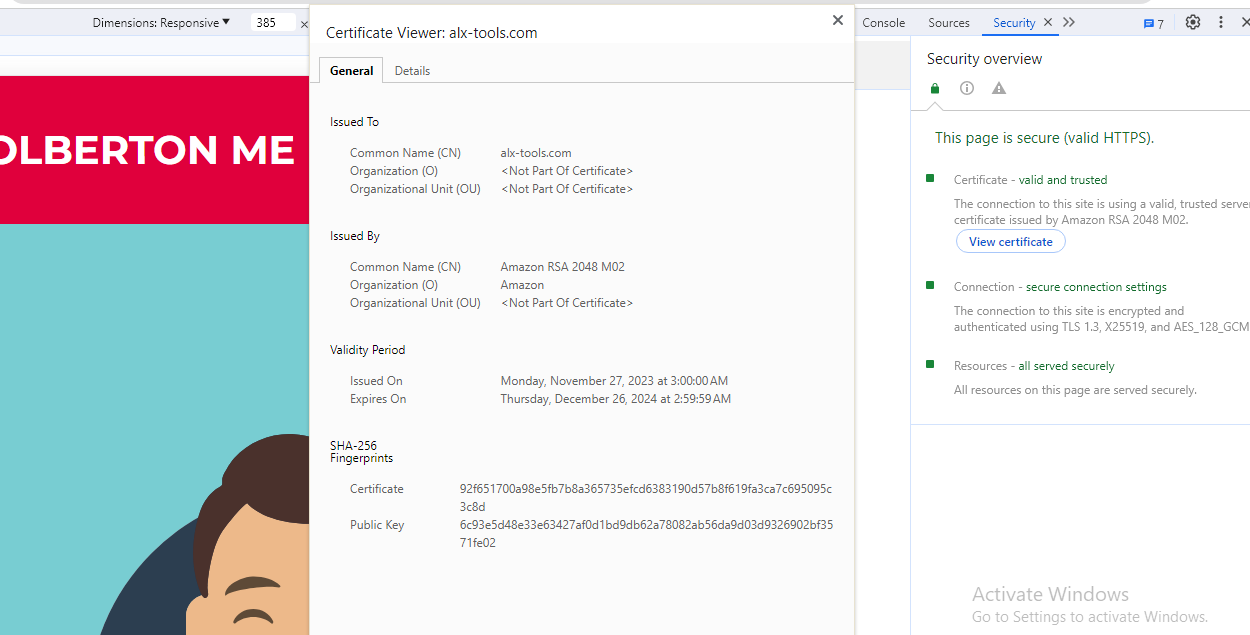 Dimensions: Responsive ▼ 385 ×
OLBERTON ME
Certificate Viewer: alx-tools.com
General Details
Issued To
Common Name (CN) alx-tools.com
Organization (O) <Not Part Of Certificate>
Organizational Unit (OU) <Not Part Of Certificate>
Issued By
Common Name (CN) Amazon RSA 2048 M02
Organization (O) Amazon
Organizational Unit (OU) <Not Part Of Certificate>
Validity Period
Issued On Monday, November 27, 2023 at 3:00:00 AM
Expires On Thursday, December 26, 2024 at 2:59:59 AM
SHA-256
Fingerprints
Certificate 92f651700a98e5fb7b8a365735efcd6383190d57b8f619fa3ca7c695095c
3c8d
Public Key 6c93e5d48e33e63427af0d1bd9db62a78082ab56da9d03d9326902bf35
71fe02
Console Sources Security × 7
Security overview
This page is secure (valid HTTPS).
Certificate - valid and trusted
The connection to this site is using a valid, trusted server
certificate issued by Amazon RSA 2048 M02.
View certificate
Connection - secure connection settings
The connection to this site is encrypted and
authenticated using TLS 1.3, X25519, and AES_128_GCM
Resources - all served securely
All resources on this page are served securely.
Activate Windows
Go to Settings to activate Windows.